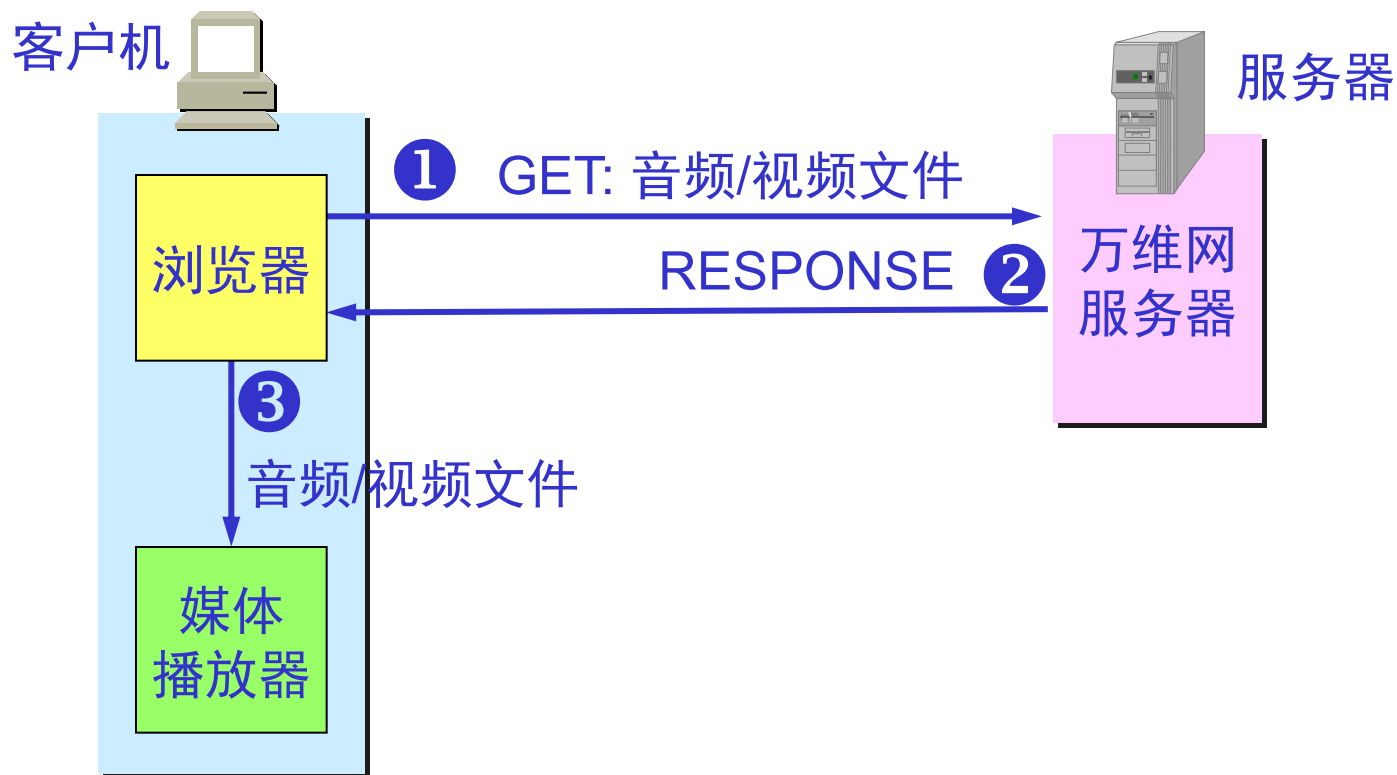 客户机
服务器
❶ GET: 音频/视频文件
RESPONSE ❷
浏览器
万维网
服务器
❸
音频/视频文件
媒体
播放器